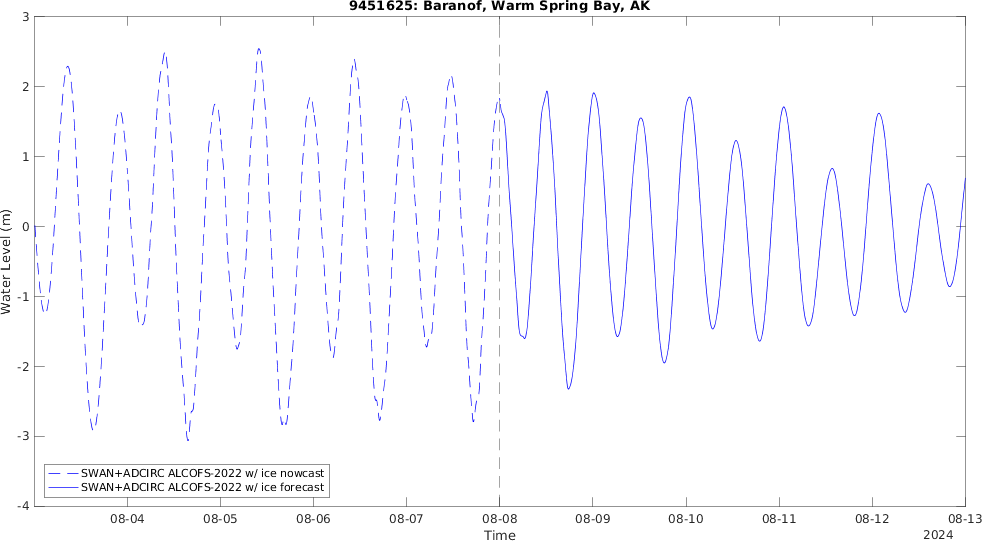 9451625: Baranof, Warm Spring Bay, AK
3
2
1
0
-1
-2
-3
-4
Water Level (m)
SWAN+ADCIRC ALCOFS-2022 w/ ice nowcast
SWAN+ADCIRC ALCOFS-2022 w/ ice forecast
08-04 08-05 08-06 08-07 08-08 08-09 08-10 08-11 08-12 08-13
Time
2024